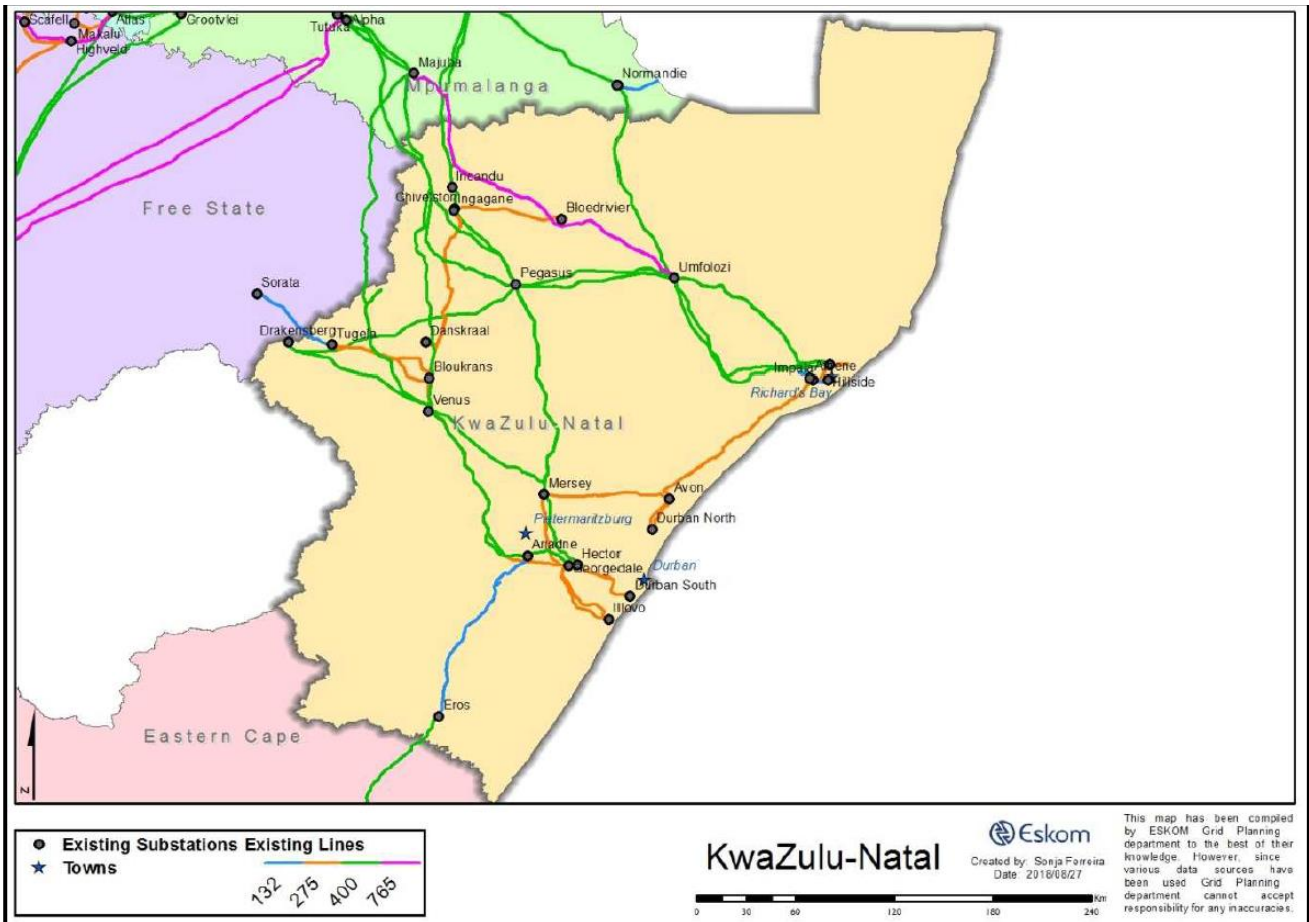 Scafell
Atlas
Grootvlei
Alpha
Makalu
Tutuka
Highveld
Majuba
Normandie
Mpumalanga
Incandu
Free State
Chivelston
Ingagane
Bloedrivier
Umfolozi
Pegasus
Sorata
Drakensberg
Tugela
Danskraal
Bloukrans
Impala
Athene
Hillside
Richard's Bay
Venus
KwaZulu-Natal
Mersey
Avon
Pietermaritzburg
Durban North
Ariadne
Hector
Georgedale
Durban
Durban South
Illovo
Eros
Eastern Cape
N
Existing Substations Existing Lines
Towns
132 275 400 765
KwaZulu-Natal
Eskom
Created by: Sonja Ferreira
Date: 2018/08/27
Km
0 30 60 120 180 240
This map has been compiled
by ESKOM Grid Planning
department to the best of their
knowledge. However, since
various data sources have
been used Grid Planning
department cannot accept
responsibility for any inaccuracies.